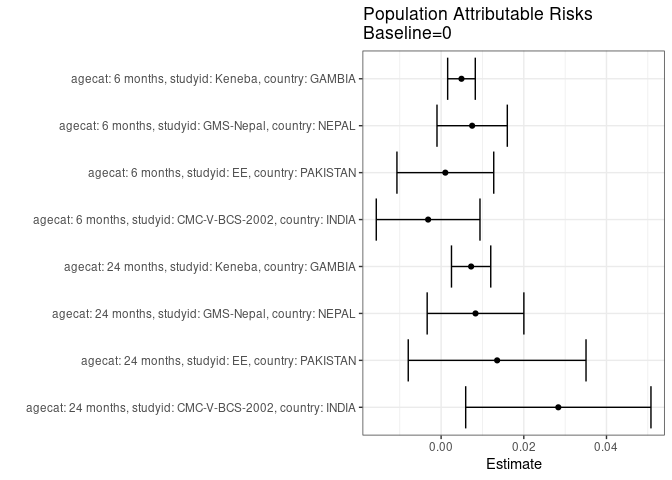 Population Attributable Risks
Baseline=0
agecat: 6 months, studyid: Keneba, country: GAMBIA
agecat: 6 months, studyid: GMS-Nepal, country: NEPAL
agecat: 6 months, studyid: EE, country: PAKISTAN
agecat: 6 months, studyid: CMC-V-BCS-2002, country: INDIA
agecat: 24 months, studyid: Keneba, country: GAMBIA
agecat: 24 months, studyid: GMS-Nepal, country: NEPAL
agecat: 24 months, studyid: EE, country: PAKISTAN
agecat: 24 months, studyid: CMC-V-BCS-2002, country: INDIA
0.00 0.02 0.04
Estimate